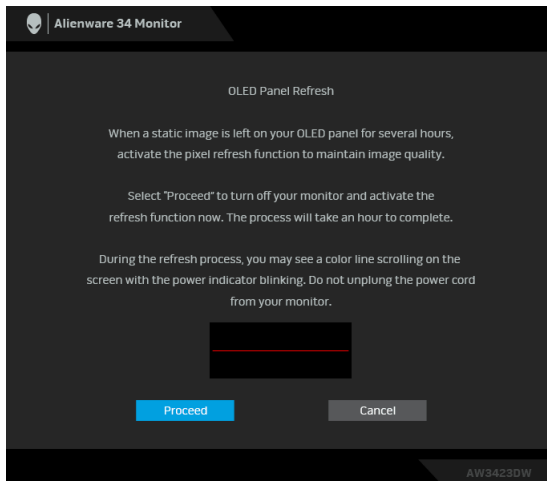 Alienware 34 Monitor
OLED Panel Refresh
When a static image is left on your OLED panel for several hours,
activate the pixel refresh function to maintain image quality.
Select "Proceed" to turn off your monitor and activate the
refresh function now. The process will take an hour to complete.
During the refresh process, you may see a color line scrolling on the
screen with the power indicator blinking. Do not unplung the power cord
from your monitor.
Proceed
Cancel
AW3423DW